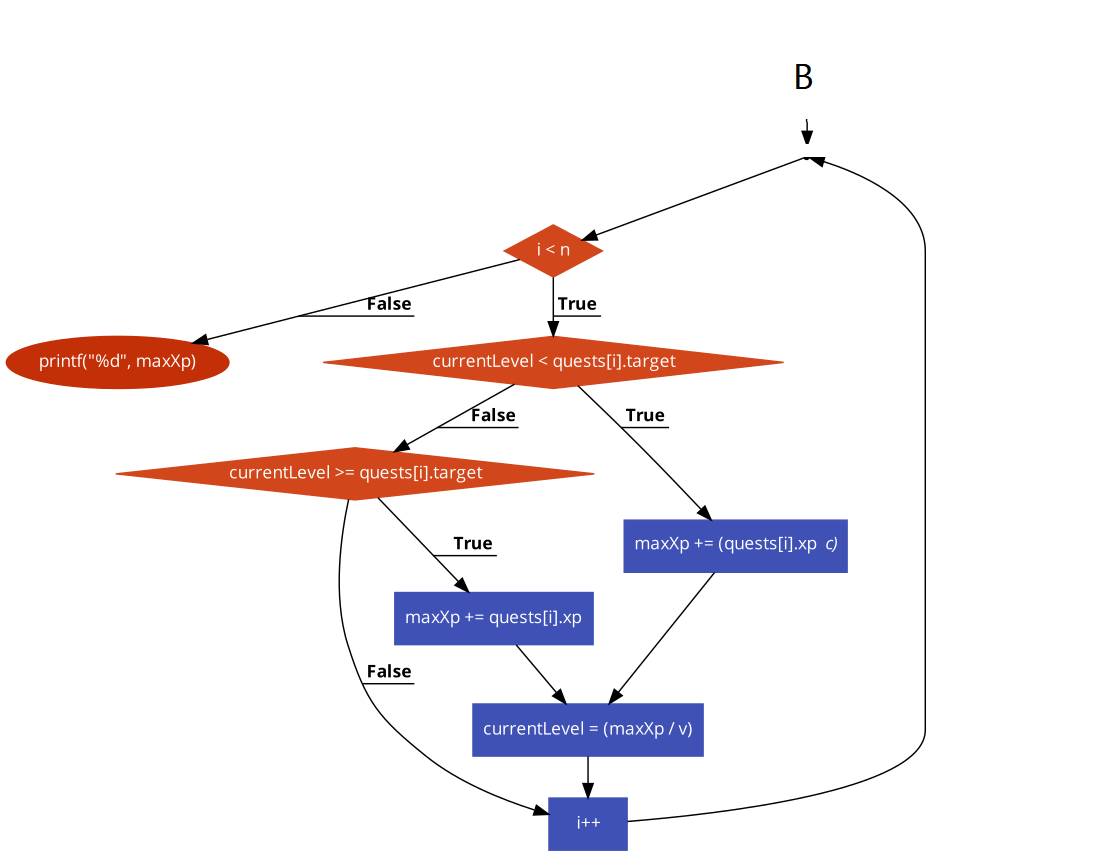 B
i < n
False
True
printf("%d", maxXp)
currentLevel < quests[i].target
False
True
currentLevel >= quests[i].target
True
maxXp += (quests[i].xp c)
maxXp += quests[i].xp
False
currentLevel = (maxXp / v)
i++